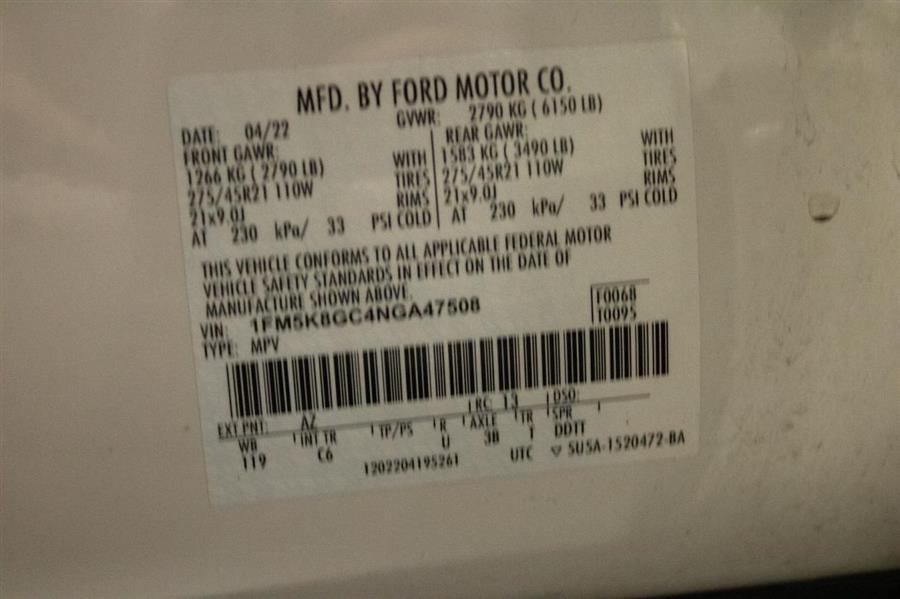 MFD. BY FORD MOTOR CO.
DATE: 04/22 GVWR: 2790 KG ( 6150 LB)
FRONT GAWR: REAR GAWR:
1266 KG ( 2790 LB) WITH 1583 KG ( 3490 LB) WITH
275/45R21 110W TIRES 275/45R21 110W TIRES
21x9.0J RIMS 21x9.0J RIMS
AT 230 kPa/ 33 PSI COLD AT 230 kPa/ 33 PSI COLD
THIS VEHICLE CONFORMS TO ALL APPLICABLE FEDERAL MOTOR
VEHICLE SAFETY STANDARDS IN EFFECT ON THE DATE OF
MANUFACTURE SHOWN ABOVE.
VIN: 1FM5K8GC4NGA47508 F0068
TYPE: MPV T0095
EXT PNT: AZ RC: 13 DSO:
WB INT TR TP/PS R AXLE TR SPR
119 C6 U 3B 1 DDTT
1202204195261 UTC ▽ 5U5A-1520472-BA